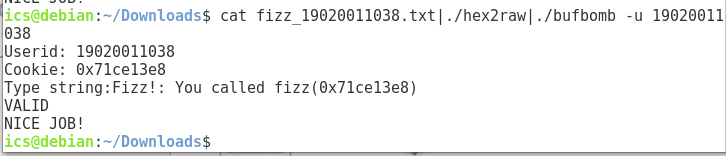 NICE JOB!
ics@debian:~/Downloads$ cat fizz_19020011038.txt|./hex2raw|./bufbomb -u 19020011
038
Userid: 19020011038
Cookie: 0x71ce13e8
Type string:Fizz!: You called fizz(0x71ce13e8)
VALID
NICE JOB!
ics@debian:~/Downloads$